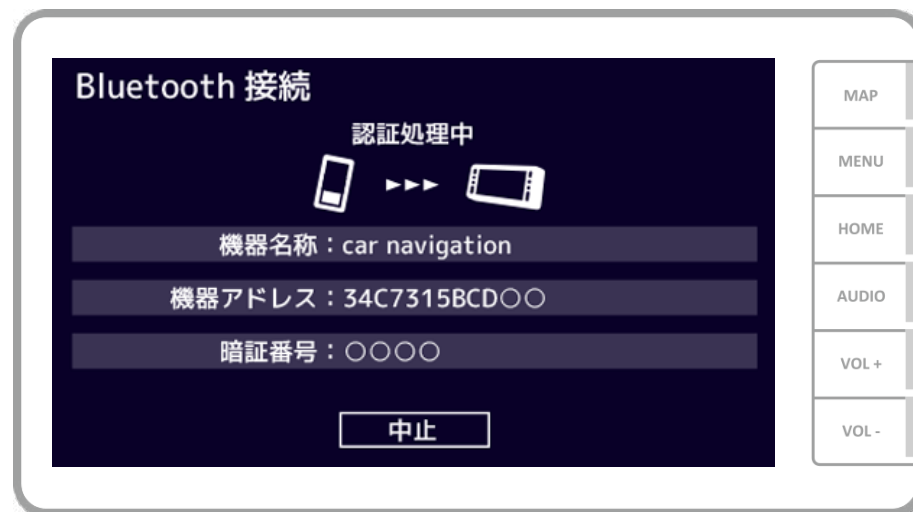 Bluetooth 接続
認証処理中
機器名称：car navigation
機器アドレス：34C7315BCD○○
暗証番号：○○○○
中止
MAP
MENU
HOME
AUDIO
VOL +
VOL -